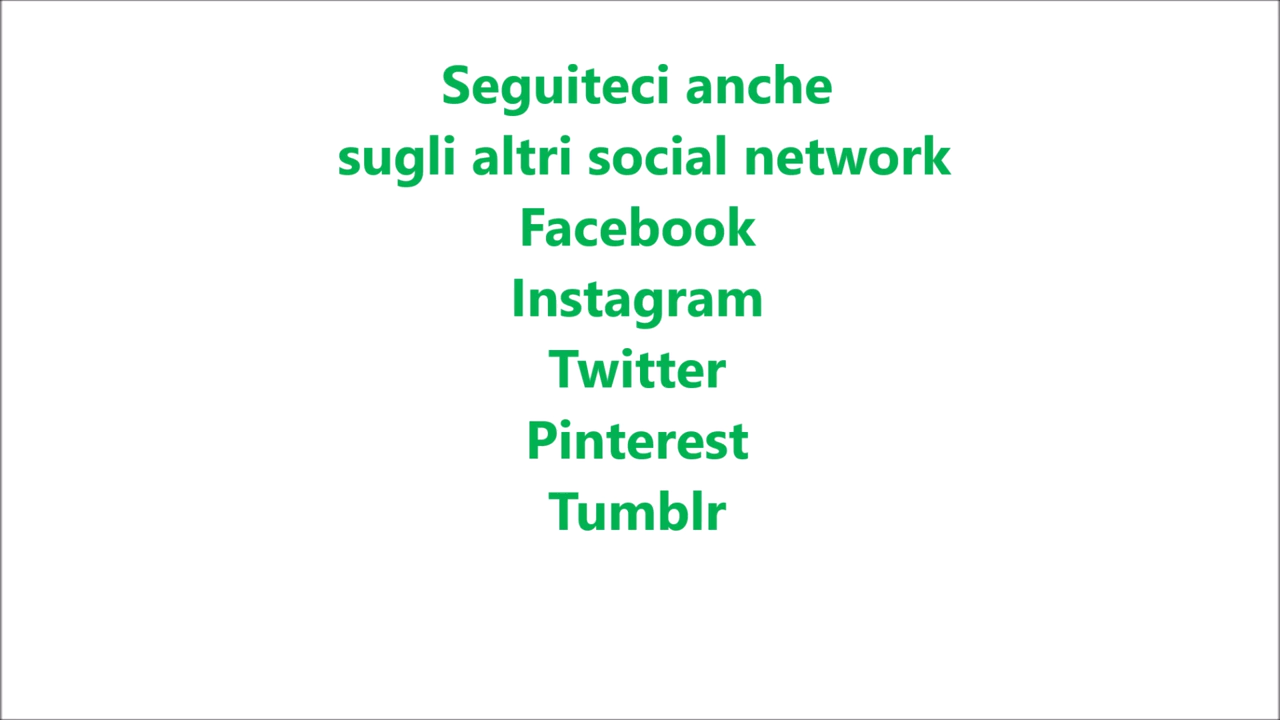 Seguiteci anche
sugli altri social network
Facebook
Instagram
Twitter
Pinterest
Tumblr